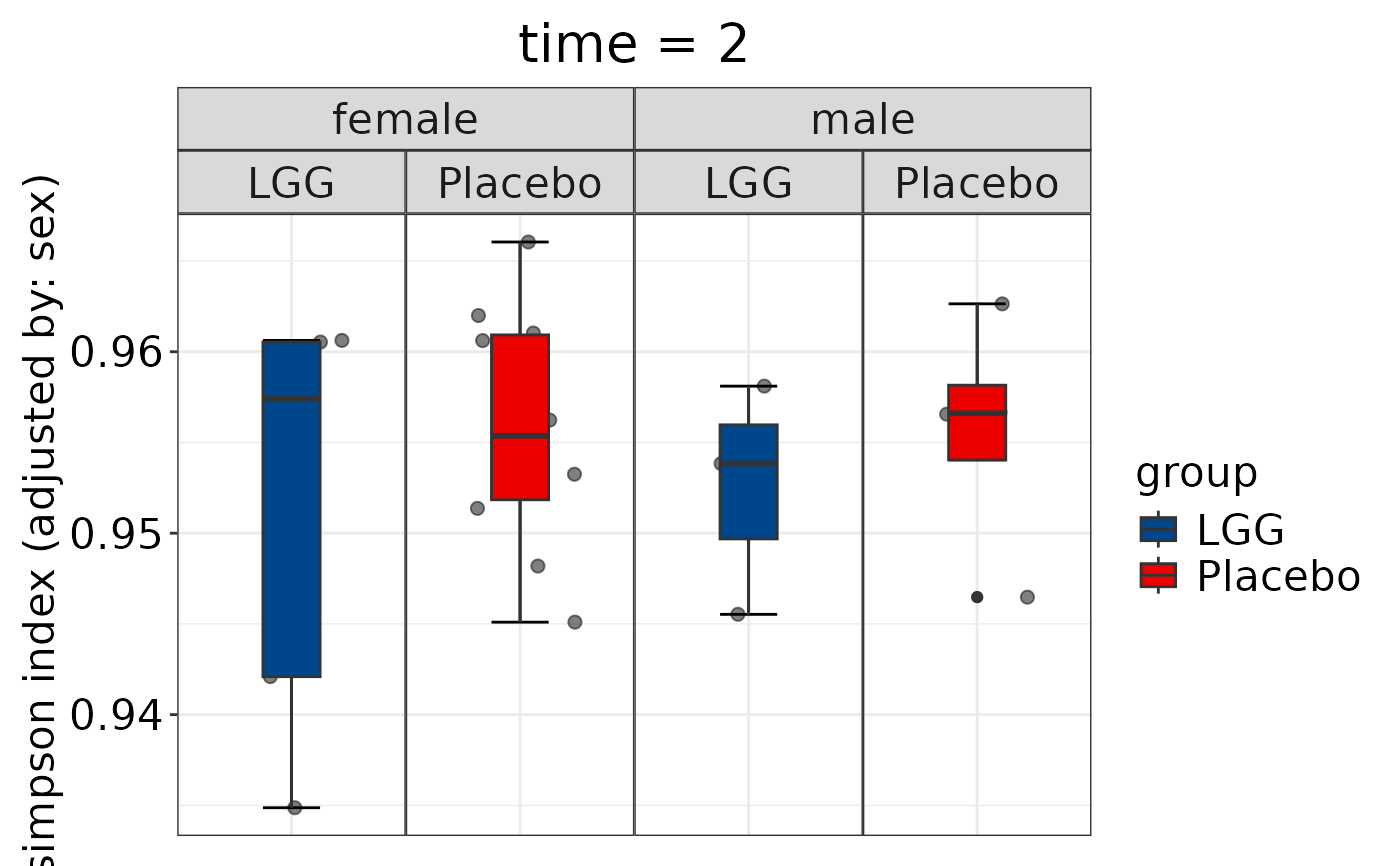 time = 2
female male
LGG Placebo LGG Placebo
simpson index (adjusted by: sex)
0.96
0.95
0.94
group
LGG
Placebo